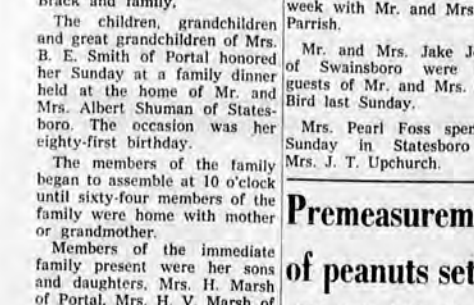 Black and family.
The children, grandchildren
and great grandchildren of Mrs.
B. E. Smith of Portal honored
her Sunday at a family dinner
held at the home of Mr. and
Mrs. Albert Shuman of States-
boro. The occasion was her
eighty-first birthday.
The members of the family
began to assemble at 10 o'clock
until sixty-four members of the
family were home with mother
or grandmother.
Members of the immediate
family present were her sons
and daughters, Mrs. H. Marsh
of Portal, Mrs. H. V. Marsh of
week with Mr. and Mrs
Parrish.
Mr. and Mrs. Jake J
of Swainsboro were
guests of Mr. and Mrs.
Bird last Sunday.
Mrs. Pearl Foss spen
Sunday in Statesboro
Mrs. J. T. Upchurch.
Premeasurem
of peanuts set